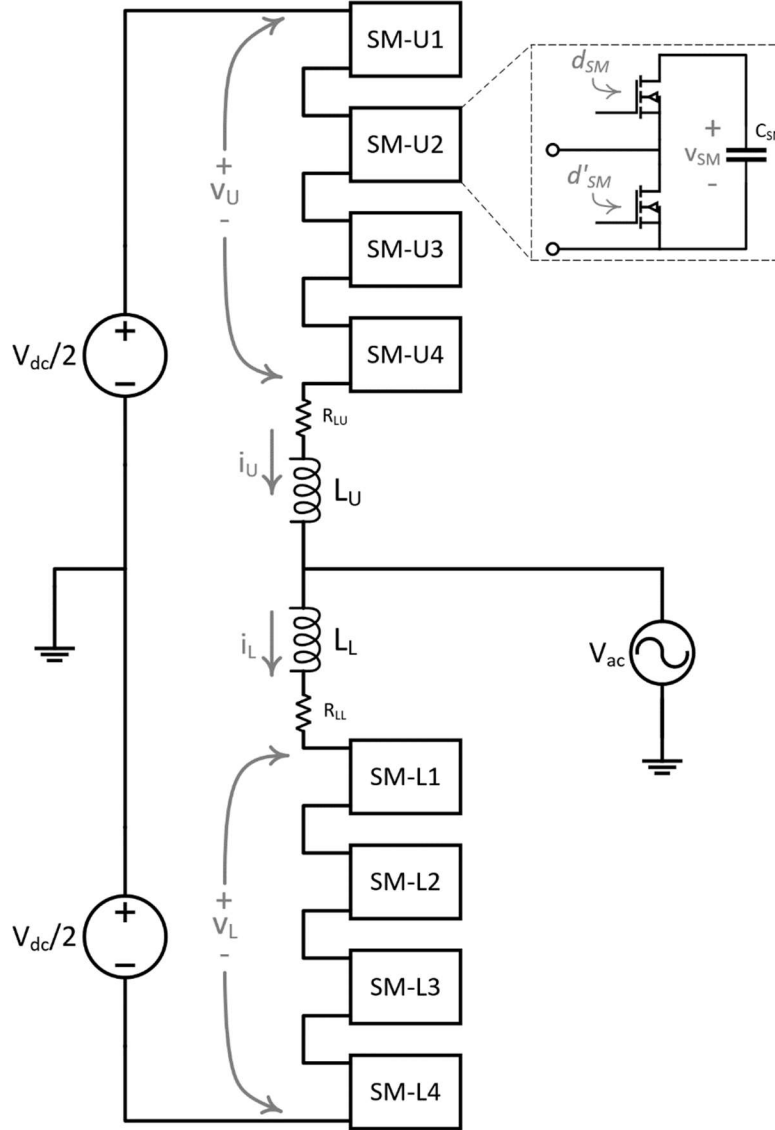 SM-U1
SM-U2
SM-U3
SM-U4
d_SM
d'_SM
+
v_SM
-
+
v_U
-
V_dc/2
+
−
R_LU
i_U
L_U
i_L
L_L
R_LL
V_ac
SM-L1
SM-L2
SM-L3
SM-L4
+
v_L
-
V_dc/2
+
−